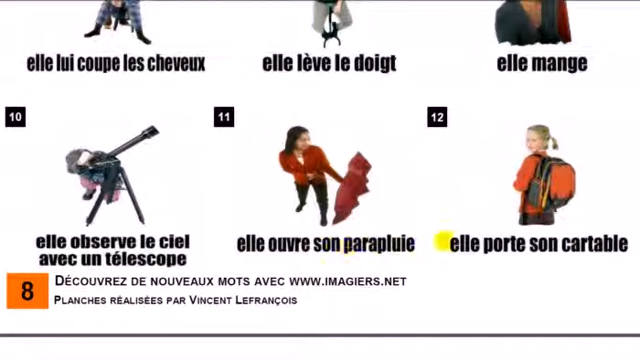 elle lui coupe les cheveux
elle lève le doigt
elle mange
10
11
12
elle observe le ciel
avec un télescope
elle ouvre son parapluie
elle porte son cartable
8
DÉCOUVREZ DE NOUVEAUX MOTS AVEC WWW.IMAGIERS.NET
PLANCHES RÉALISÉES PAR VINCENT LEFRANÇOIS